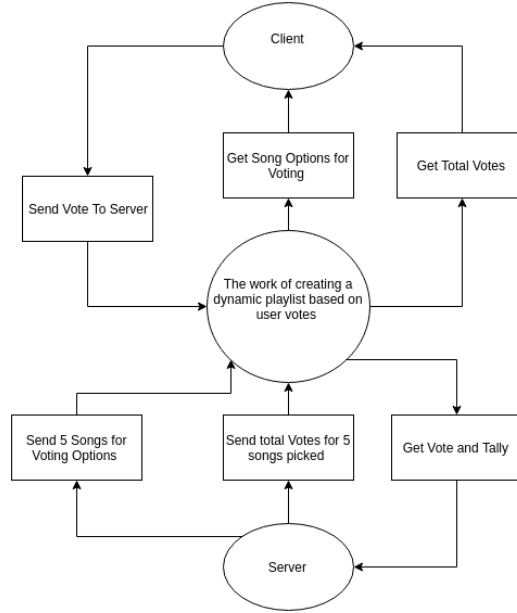 Client
Get Song Options for
Voting
Get Total Votes
Send Vote To Server
The work of creating a
dynamic playlist based on
user votes
Send 5 Songs for
Voting Options
Send total Votes for 5
songs picked
Get Vote and Tally
Server